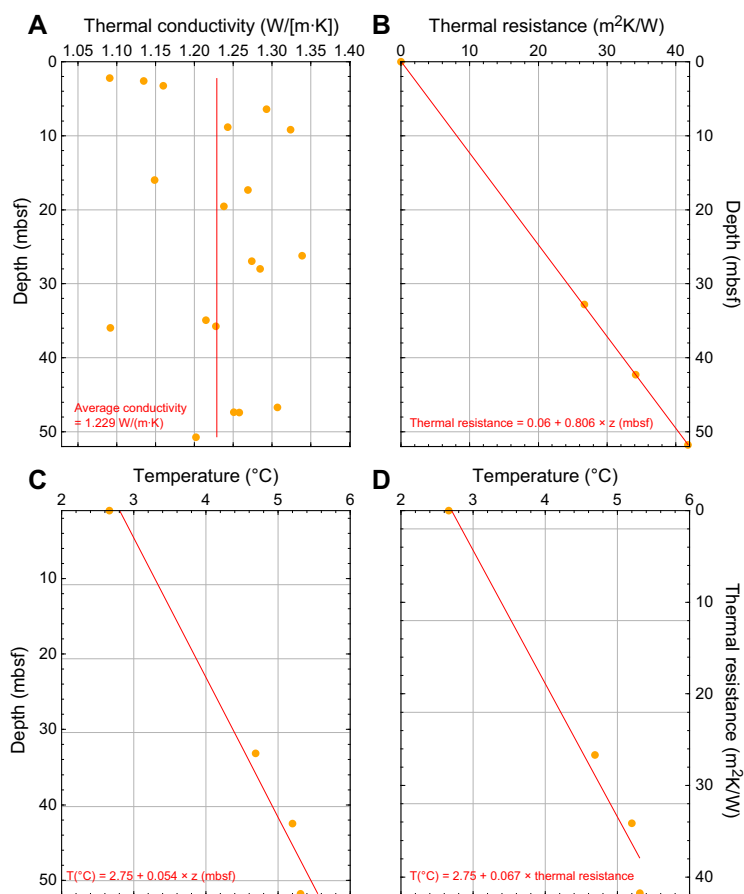 A
Thermal conductivity (W/[m·K])
1.05 1.10 1.15 1.20 1.25 1.30 1.35 1.40
0
10
20
30
40
50
Depth (mbsf)
Average conductivity
= 1.229 W/(m·K)
B
Thermal resistance (m²K/W)
0 10 20 30 40
0
10
20
30
40
50
Depth (mbsf)
Thermal resistance = 0.06 + 0.806 × z (mbsf)
C
Temperature (°C)
2 3 4 5 6
10
20
30
40
50
Depth (mbsf)
T(°C) = 2.75 + 0.054 × z (mbsf)
D
Temperature (°C)
2 3 4 5 6
0
10
20
30
40
Thermal resistance (m²K/W)
T(°C) = 2.75 + 0.067 × thermal resistance